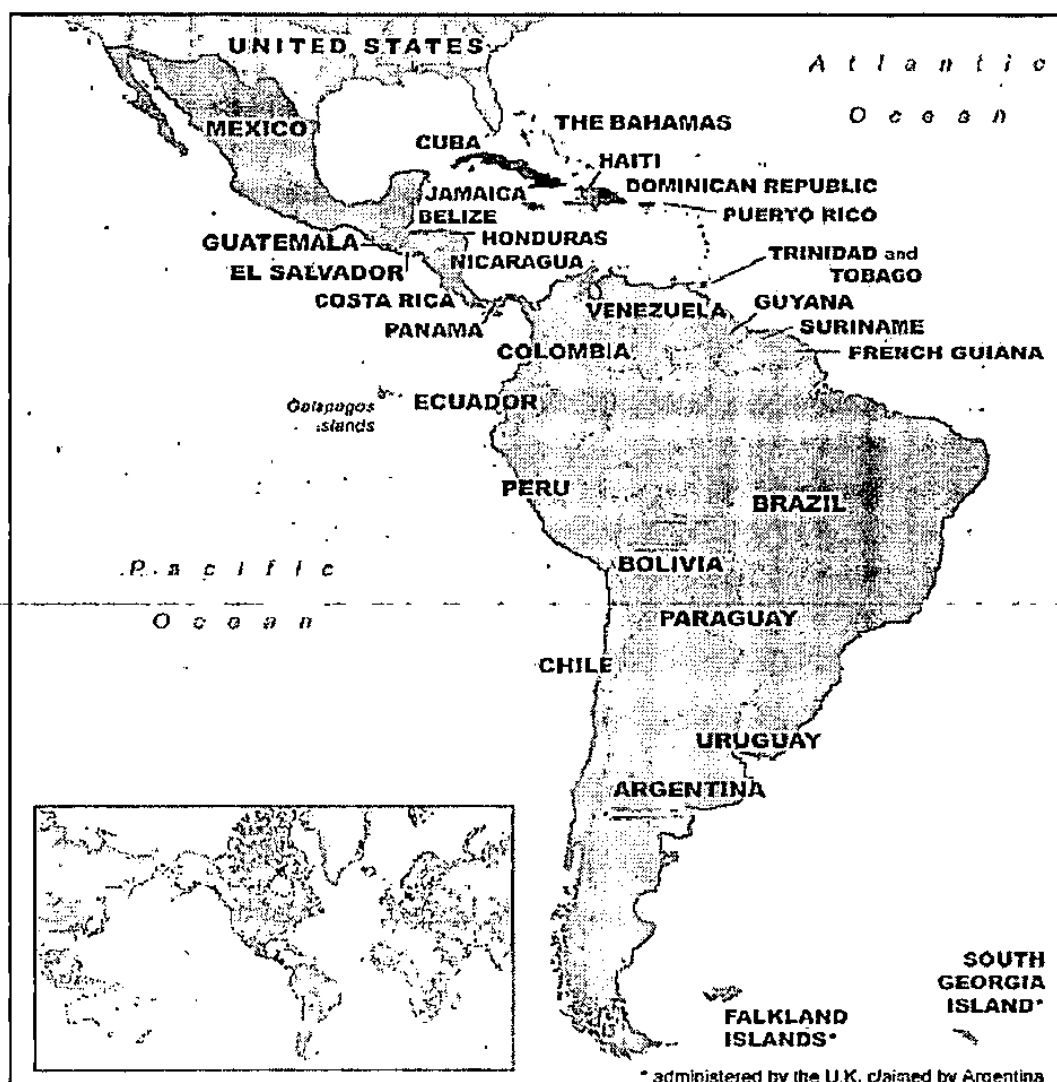 UNITED STATES
Atlantic
Ocean
MEXICO
THE BAHAMAS
CUBA
HAITI
JAMAICA
DOMINICAN REPUBLIC
BELIZE
PUERTO RICO
GUATEMALA
HONDURAS
NICARAGUA
TRINIDAD and
TOBAGO
EL SALVADOR
COSTA RICA
VENEZUELA
GUYANA
PANAMA
SURINAME
COLOMBIA
FRENCH GUIANA
Galapagos
Islands
ECUADOR
PERU
BRAZIL
BOLIVIA
Pacific
Ocean
PARAGUAY
CHILE
URUGUAY
ARGENTINA
SOUTH
GEORGIA
ISLAND*
FALKLAND
ISLANDS*
* administered by the U.K. claimed by Argentina